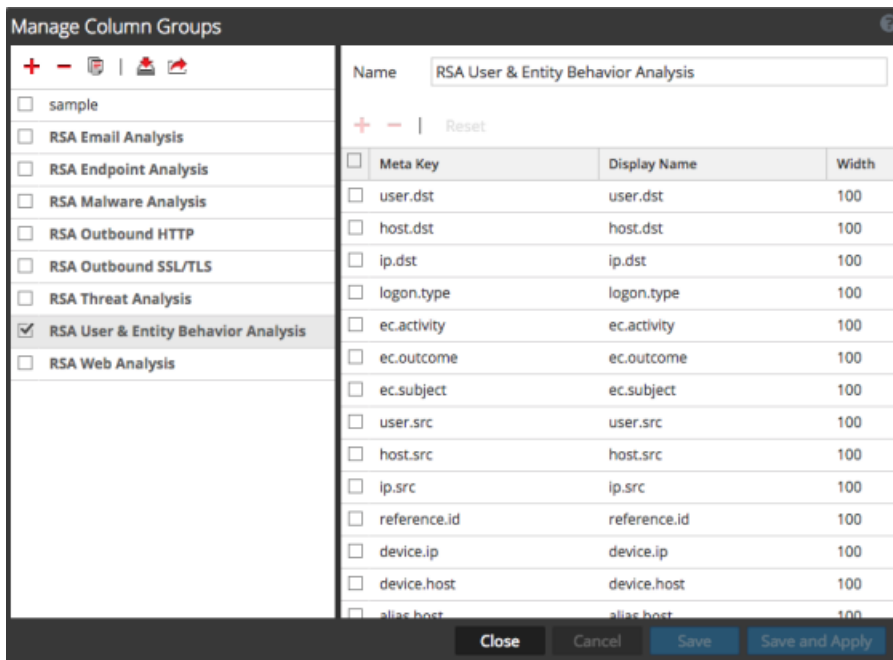 Manage Column Groups
sample
RSA Email Analysis
RSA Endpoint Analysis
RSA Malware Analysis
RSA Outbound HTTP
RSA Outbound SSL/TLS
RSA Threat Analysis
RSA User & Entity Behavior Analysis
RSA Web Analysis
Name RSA User & Entity Behavior Analysis
Reset
Meta Key Display Name Width
user.dst user.dst 100
host.dst host.dst 100
ip.dst ip.dst 100
logon.type logon.type 100
ec.activity ec.activity 100
ec.outcome ec.outcome 100
ec.subject ec.subject 100
user.src user.src 100
host.src host.src 100
ip.src ip.src 100
reference.id reference.id 100
device.ip device.ip 100
device.host device.host 100
alias.host alias.host 100
Close Cancel Save Save and Apply